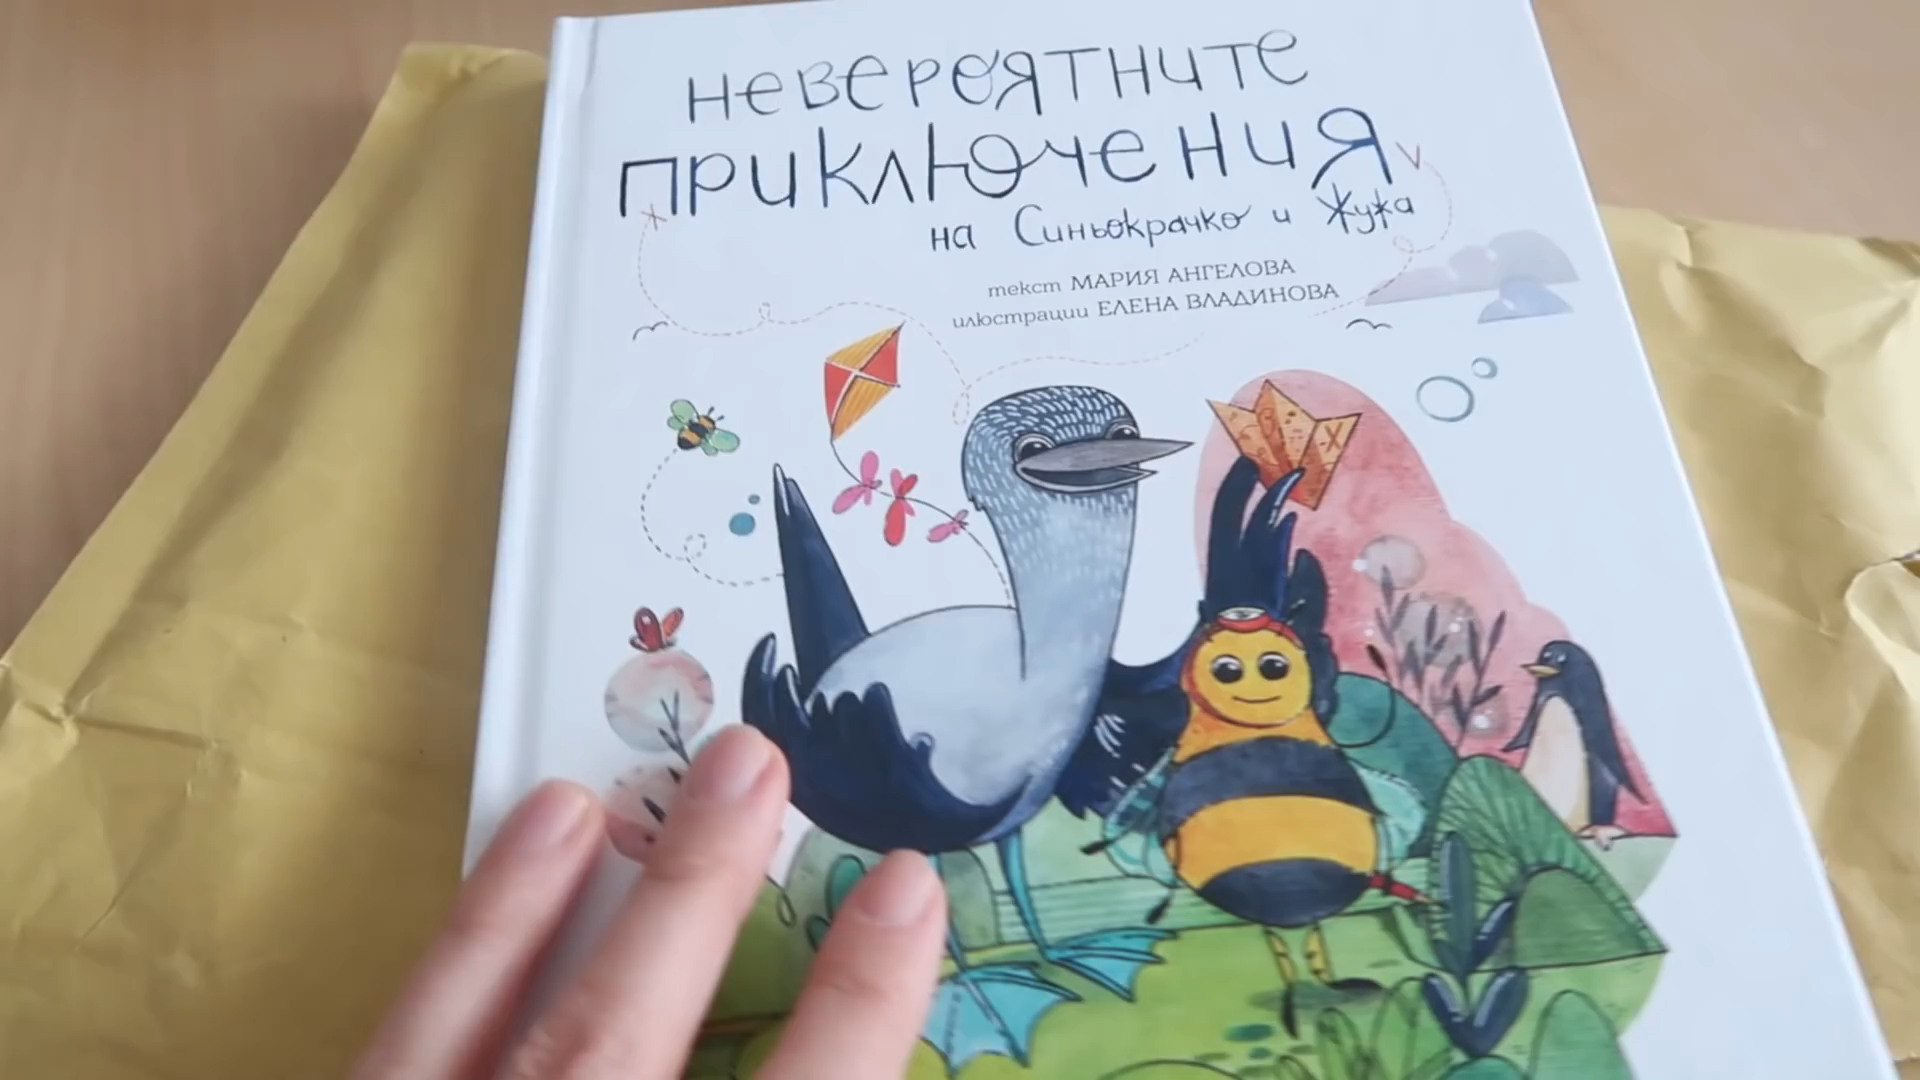 невероятните
приключения
на Синьокрачко и Жужа
текст МАРИЯ АНГЕЛОВА
илюстрации ЕЛЕНА ВЛАДИНОВА